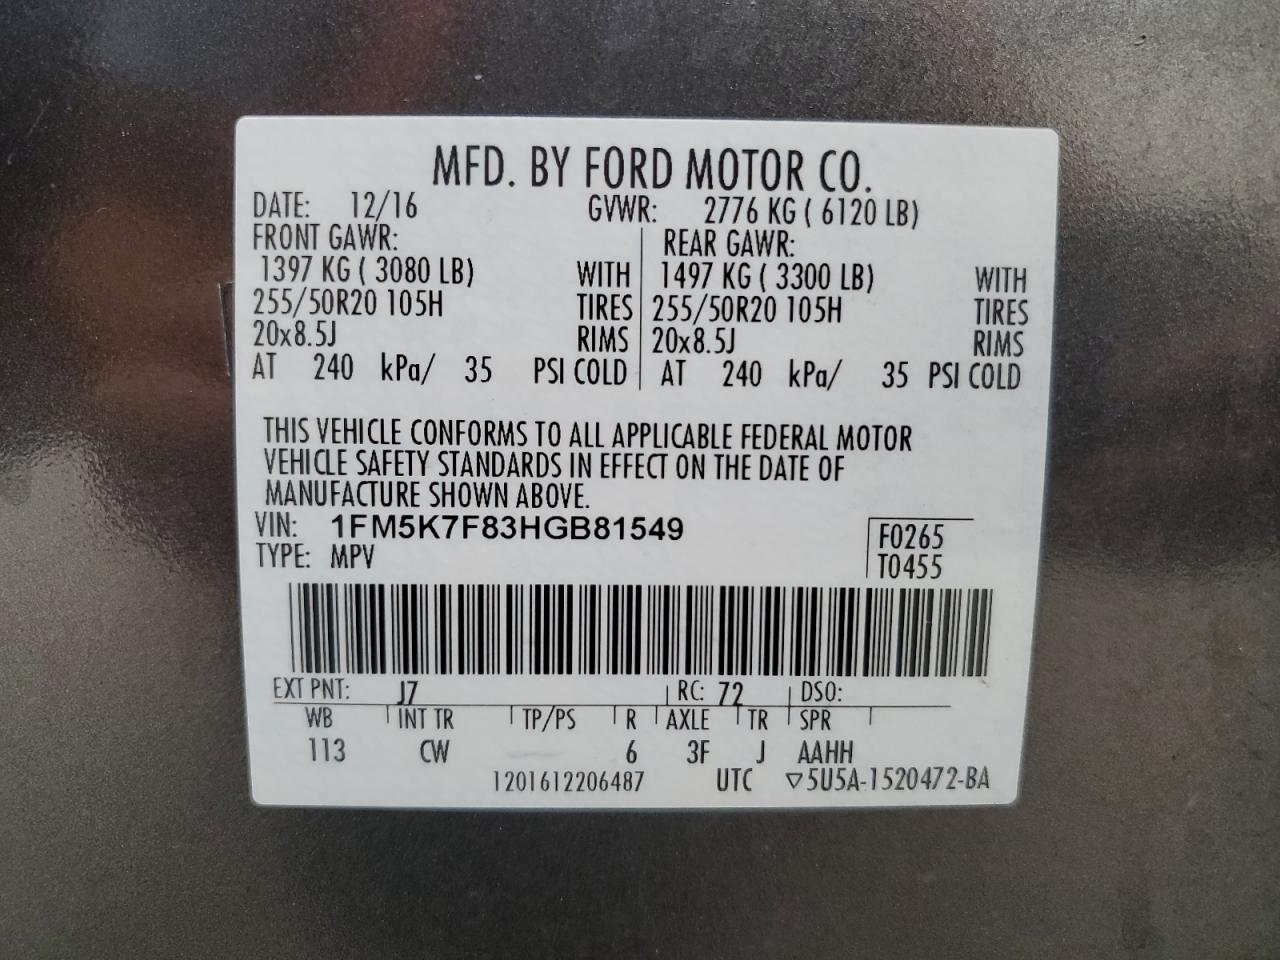 MFD. BY FORD MOTOR CO.
DATE: 12/16 GVWR: 2776 KG ( 6120 LB)
FRONT GAWR: REAR GAWR:
1397 KG ( 3080 LB) WITH 1497 KG ( 3300 LB) WITH
255/50R20 105H TIRES 255/50R20 105H TIRES
20x8.5J RIMS 20x8.5J RIMS
AT 240 kPa/ 35 PSI COLD AT 240 kPa/ 35 PSI COLD
THIS VEHICLE CONFORMS TO ALL APPLICABLE FEDERAL MOTOR
VEHICLE SAFETY STANDARDS IN EFFECT ON THE DATE OF
MANUFACTURE SHOWN ABOVE.
VIN: 1FM5K7F83HGB81549 F0265
TYPE: MPV T0455
EXT PNT: J7 RC: 72 DSO:
WB INT TR TP/PS R AXLE TR SPR
113 CW 6 3F J AAHH
1201612206487 UTC ▽5U5A-1520472-BA